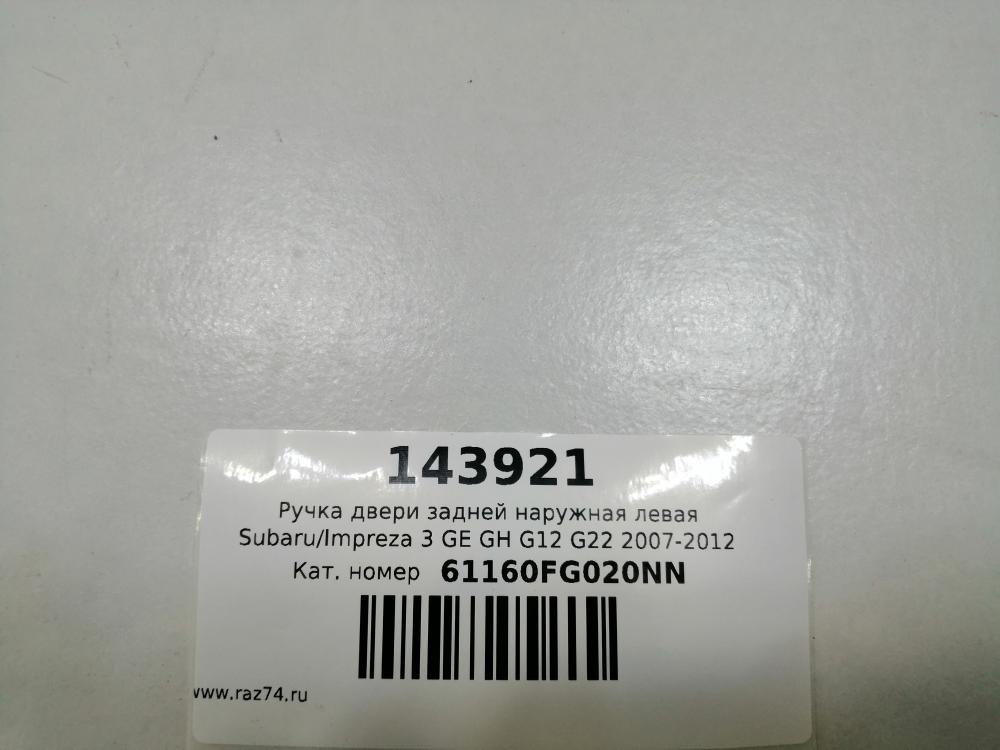 143921
Ручка двери задней наружная левая
Subaru/Impreza 3 GE GH G12 G22 2007-2012
Кат. номер 61160FG020NN
www.raz74.ru